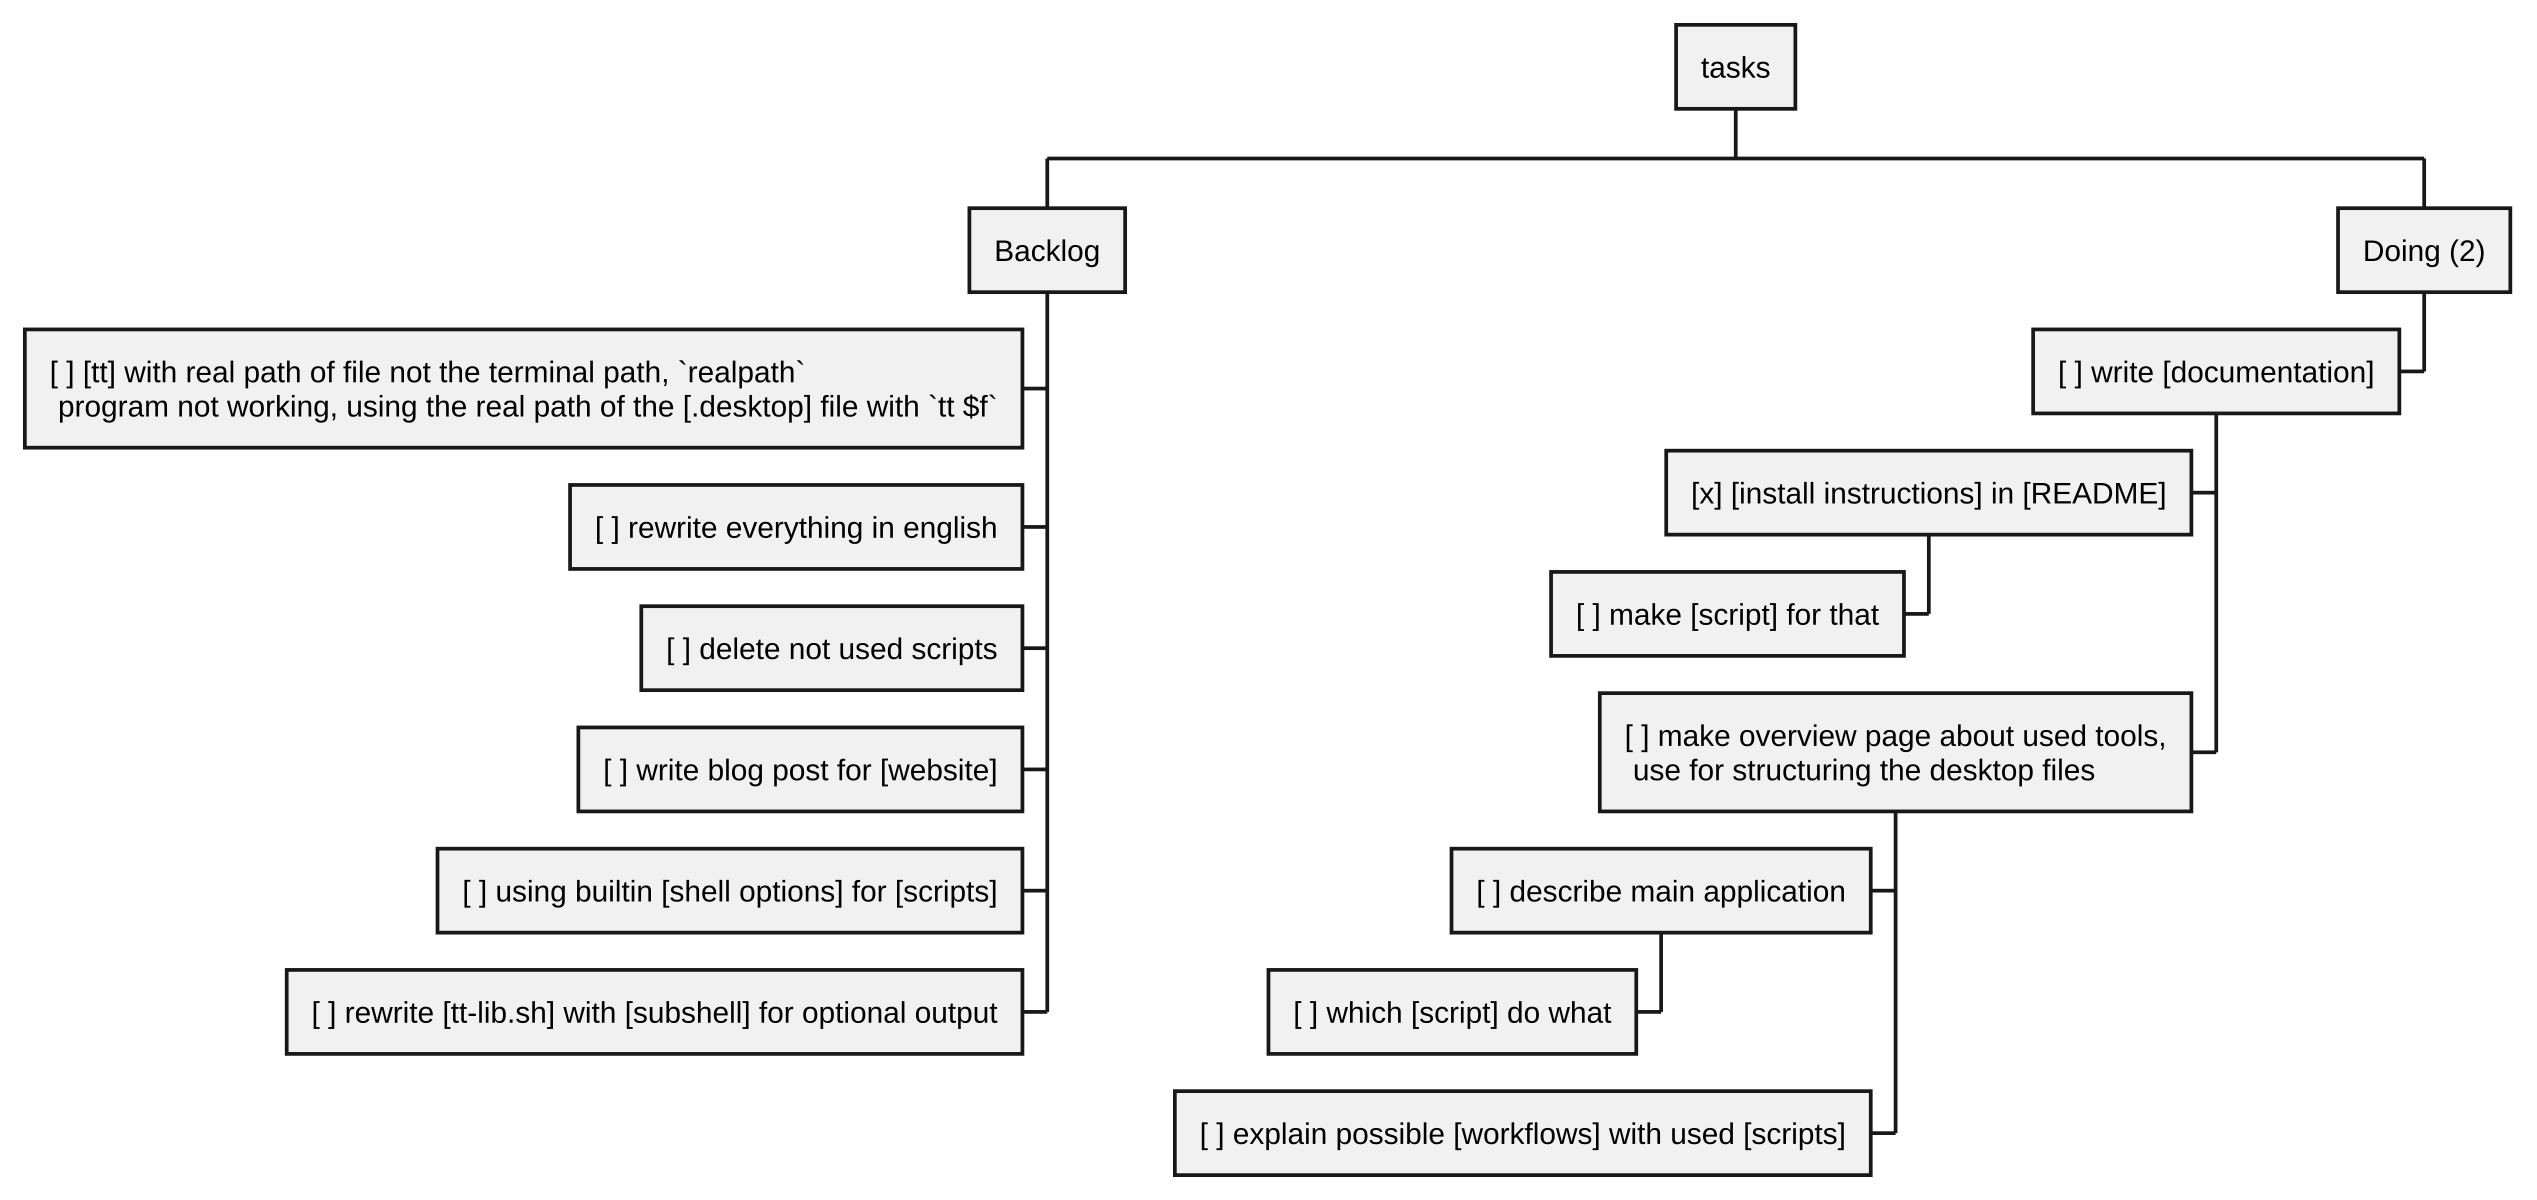 tasks
Backlog
Doing (2)
[ ] [tt] with real path of file not the terminal path, `realpath`
program not working, using the real path of the [.desktop] file with `tt $f`
[ ] rewrite everything in english
[ ] delete not used scripts
[ ] write blog post for [website]
[ ] using builtin [shell options] for [scripts]
[ ] rewrite [tt-lib.sh] with [subshell] for optional output
[ ] write [documentation]
[x] [install instructions] in [README]
[ ] make [script] for that
[ ] make overview page about used tools,
use for structuring the desktop files
[ ] describe main application
[ ] which [script] do what
[ ] explain possible [workflows] with used [scripts]